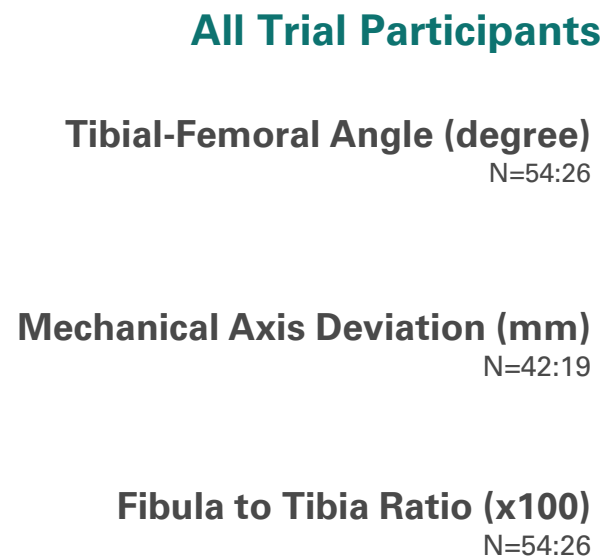 All Trial Participants
Tibial-Femoral Angle (degree)
N=54:26
Mechanical Axis Deviation (mm)
N=42:19
Fibula to Tibia Ratio (x100)
N=54:26